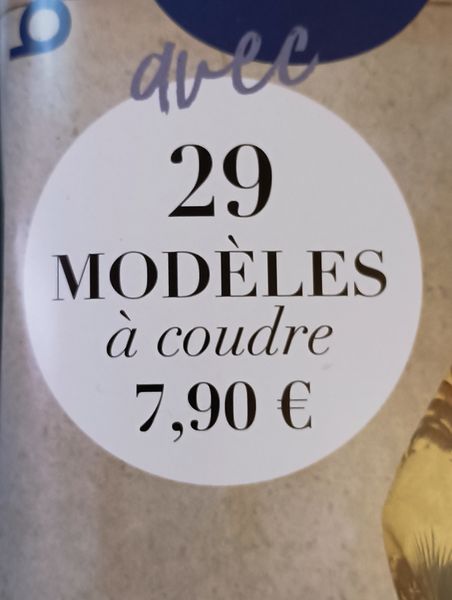 avec
29
MODÈLES
à coudre
7,90 €